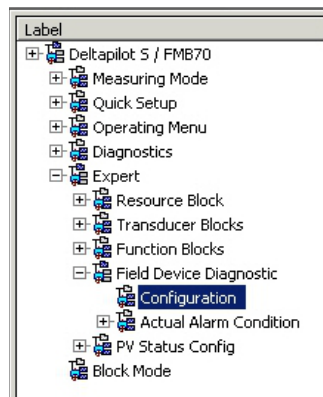 Label
Deltapilot S / FMB70
Measuring Mode
Quick Setup
Operating Menu
Diagnostics
Expert
Resource Block
Transducer Blocks
Function Blocks
Field Device Diagnostic
Configuration
Actual Alarm Condition
PV Status Config
Block Mode